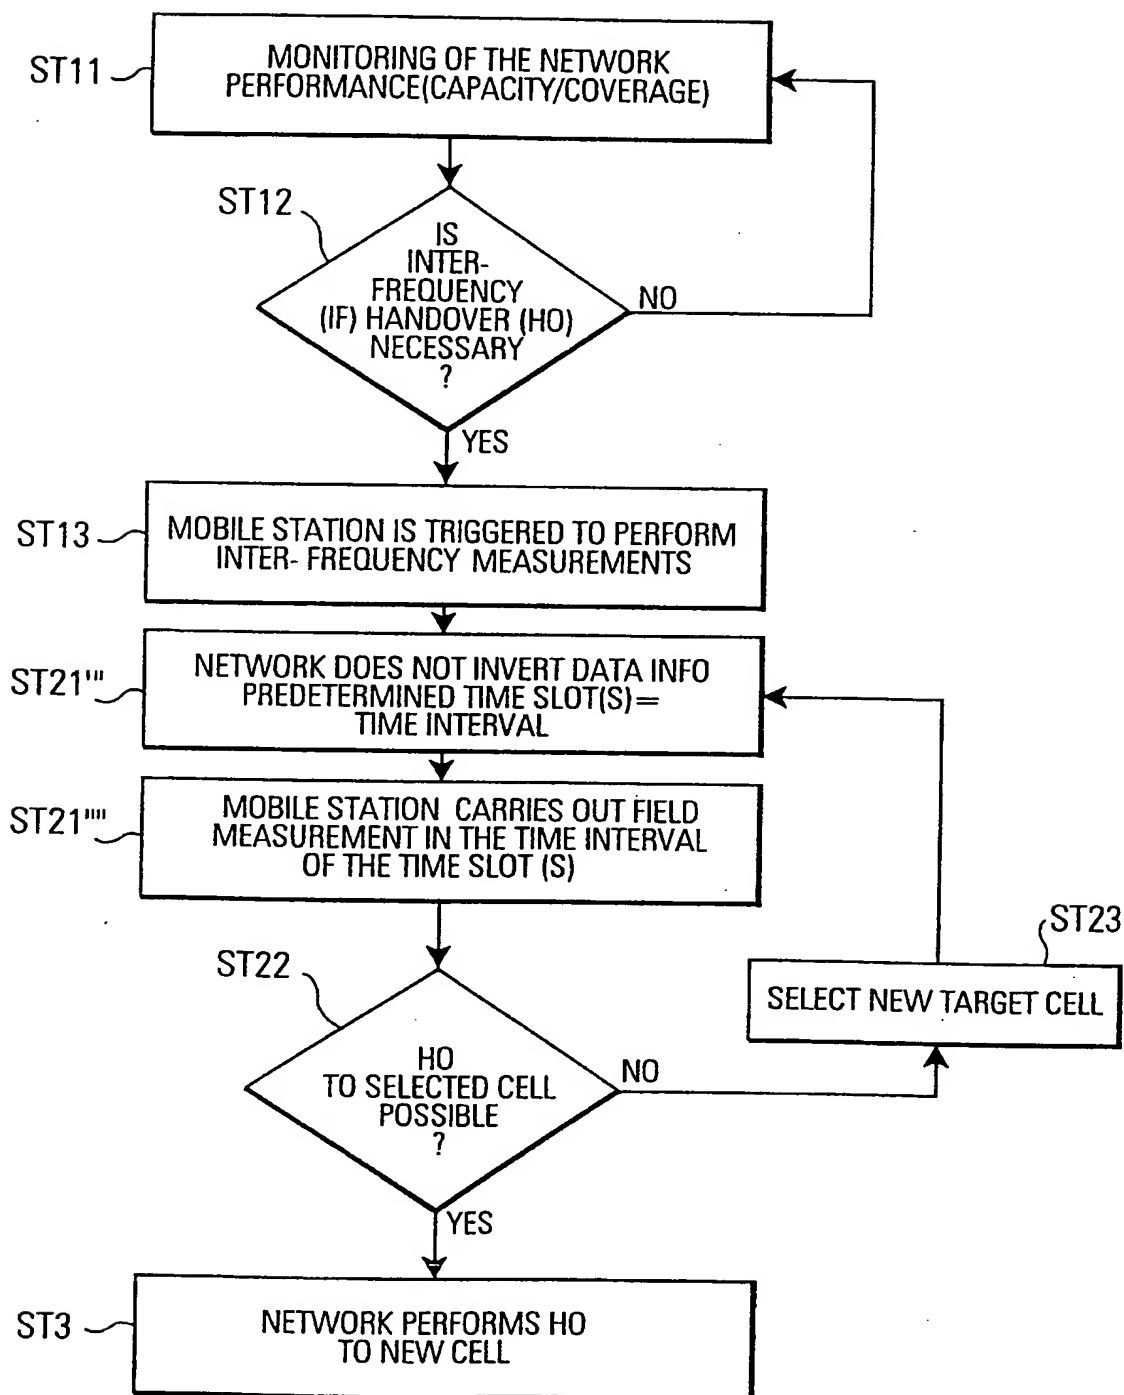 ST11
MONITORING OF THE NETWORK
PERFORMANCE(CAPACITY/COVERAGE)
ST12
IS
INTER-
FREQUENCY
(IF) HANDOVER (HO)
NECESSARY
?
NO
YES
ST13
MOBILE STATION IS TRIGGERED TO PERFORM
INTER- FREQUENCY MEASUREMENTS
ST21'''
NETWORK DOES NOT INVERT DATA INFO
PREDETERMINED TIME SLOT(S)=
TIME INTERVAL
ST21''''
MOBILE STATION CARRIES OUT FIELD
MEASUREMENT IN THE TIME INTERVAL
OF THE TIME SLOT (S)
ST23
SELECT NEW TARGET CELL
ST22
HO
TO SELECTED CELL
POSSIBLE
?
NO
YES
ST3
NETWORK PERFORMS HO
TO NEW CELL